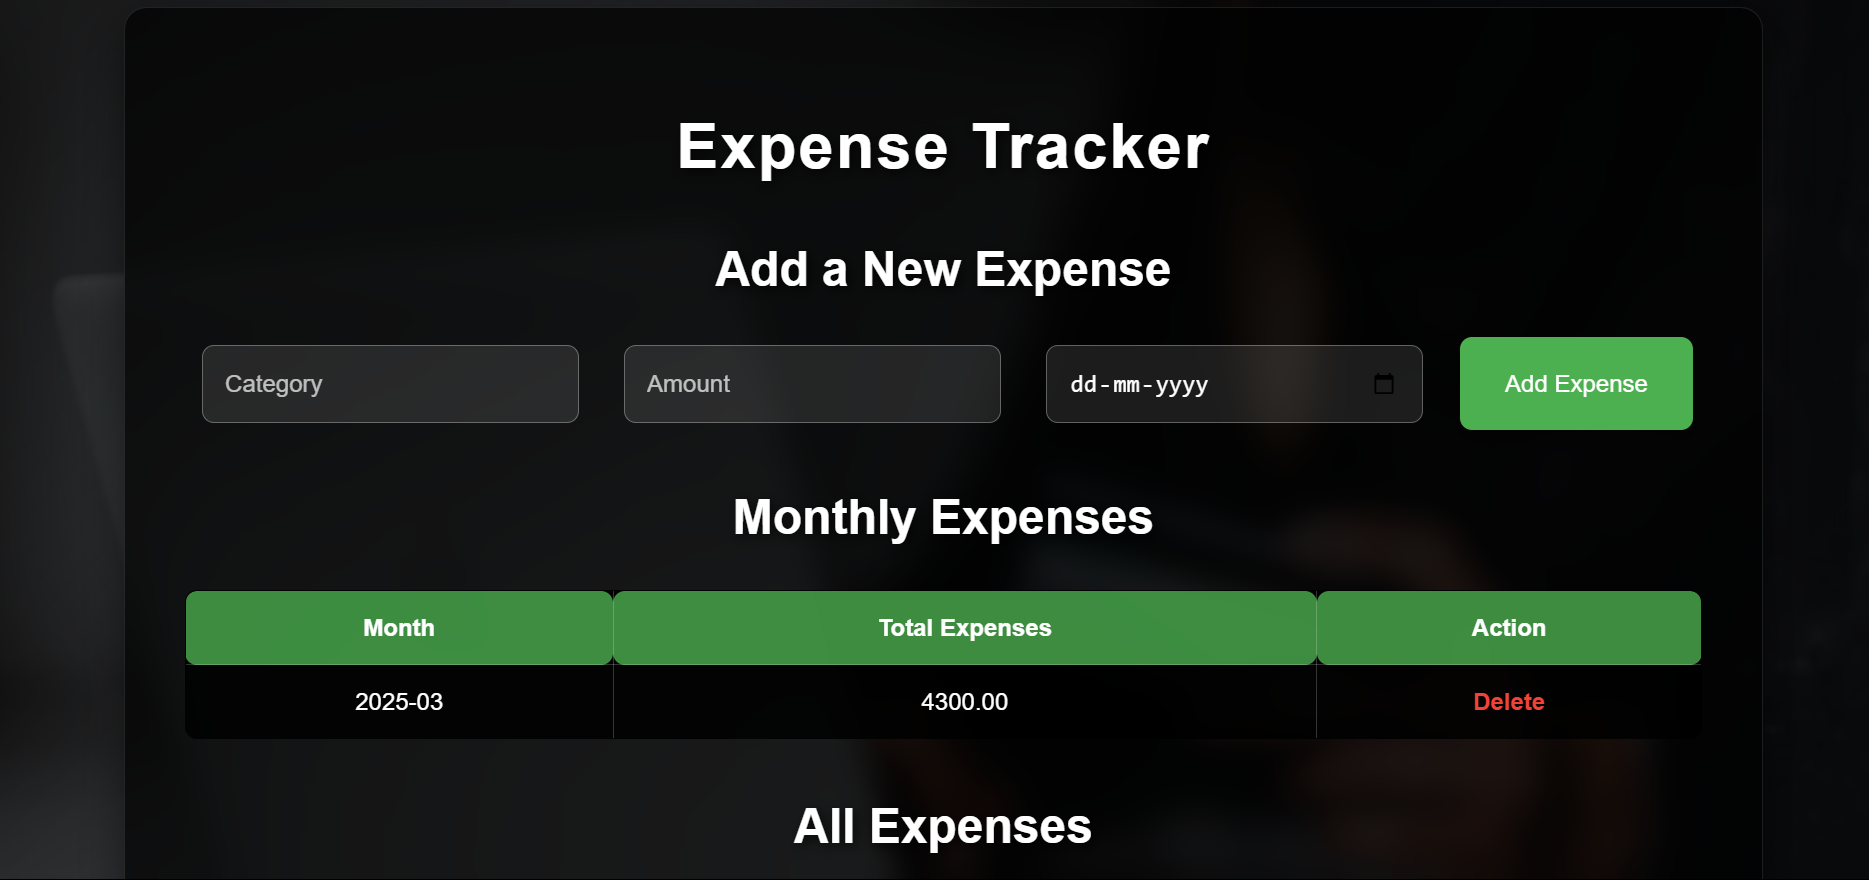 Expense Tracker
Add a New Expense
Category Amount dd-mm-yyyy Add Expense
Monthly Expenses
Month Total Expenses Action
2025-03 4300.00 Delete
All Expenses